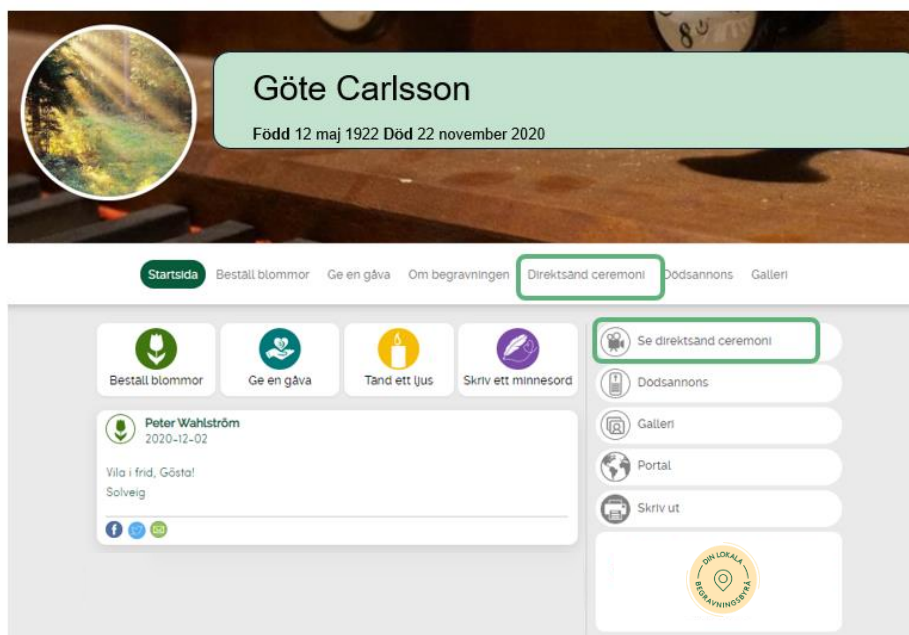 Göte Carlsson
Född 12 maj 1922 Död 22 november 2020
Startsida Beställ blommor Ge en gåva Om begravningen Direktsänd ceremoni Dödsannons Galleri
Beställ blommor Ge en gåva Tänd ett ljus Skriv ett minnesord
Peter Wahlström
2020-12-02
Vila i frid, Gösta!
Solveig
Se direktsänd ceremoni
Dödsannons
Galleri
Portal
Skriv ut
DIN LOKALA
BEGRAVNINGSBYRÅ